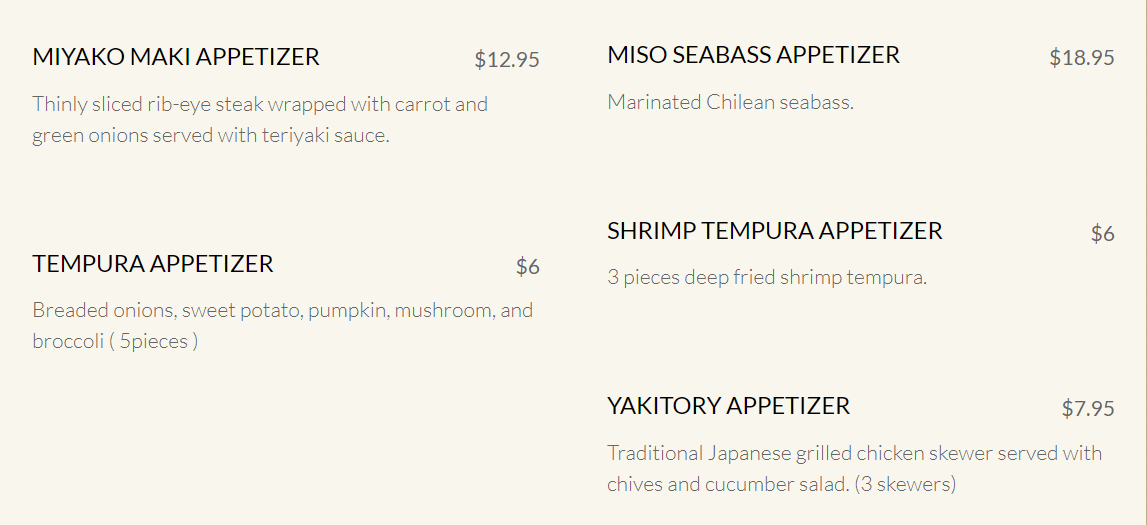 MIYAKO MAKI APPETIZER $12.95
Thinly sliced rib-eye steak wrapped with carrot and
green onions served with teriyaki sauce.
TEMPURA APPETIZER $6
Breaded onions, sweet potato, pumpkin, mushroom, and
broccoli ( 5pieces )
MISO SEABASS APPETIZER $18.95
Marinated Chilean seabass.
SHRIMP TEMPURA APPETIZER $6
3 pieces deep fried shrimp tempura.
YAKITORY APPETIZER $7.95
Traditional Japanese grilled chicken skewer served with
chives and cucumber salad. (3 skewers)